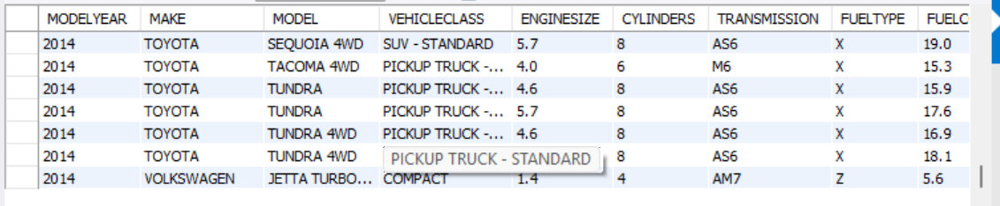 MODELYEAR MAKE MODEL VEHICLECLASS ENGINESIZE CYLINDERS TRANSMISSION FUELTYPE FUELC
2014 TOYOTA SEQUOIA 4WD SUV - STANDARD 5.7 8 AS6 X 19.0
2014 TOYOTA TACOMA 4WD PICKUP TRUCK -... 4.0 6 M6 X 15.3
2014 TOYOTA TUNDRA PICKUP TRUCK -... 4.6 8 AS6 X 15.9
2014 TOYOTA TUNDRA PICKUP TRUCK -... 5.7 8 AS6 X 17.6
2014 TOYOTA TUNDRA 4WD PICKUP TRUCK -... 4.6 8 AS6 X 16.9
2014 TOYOTA TUNDRA 4WD PICKUP TRUCK - STANDARD 8 AS6 X 18.1
2014 VOLKSWAGEN JETTA TURBO... COMPACT 1.4 4 AM7 Z 5.6